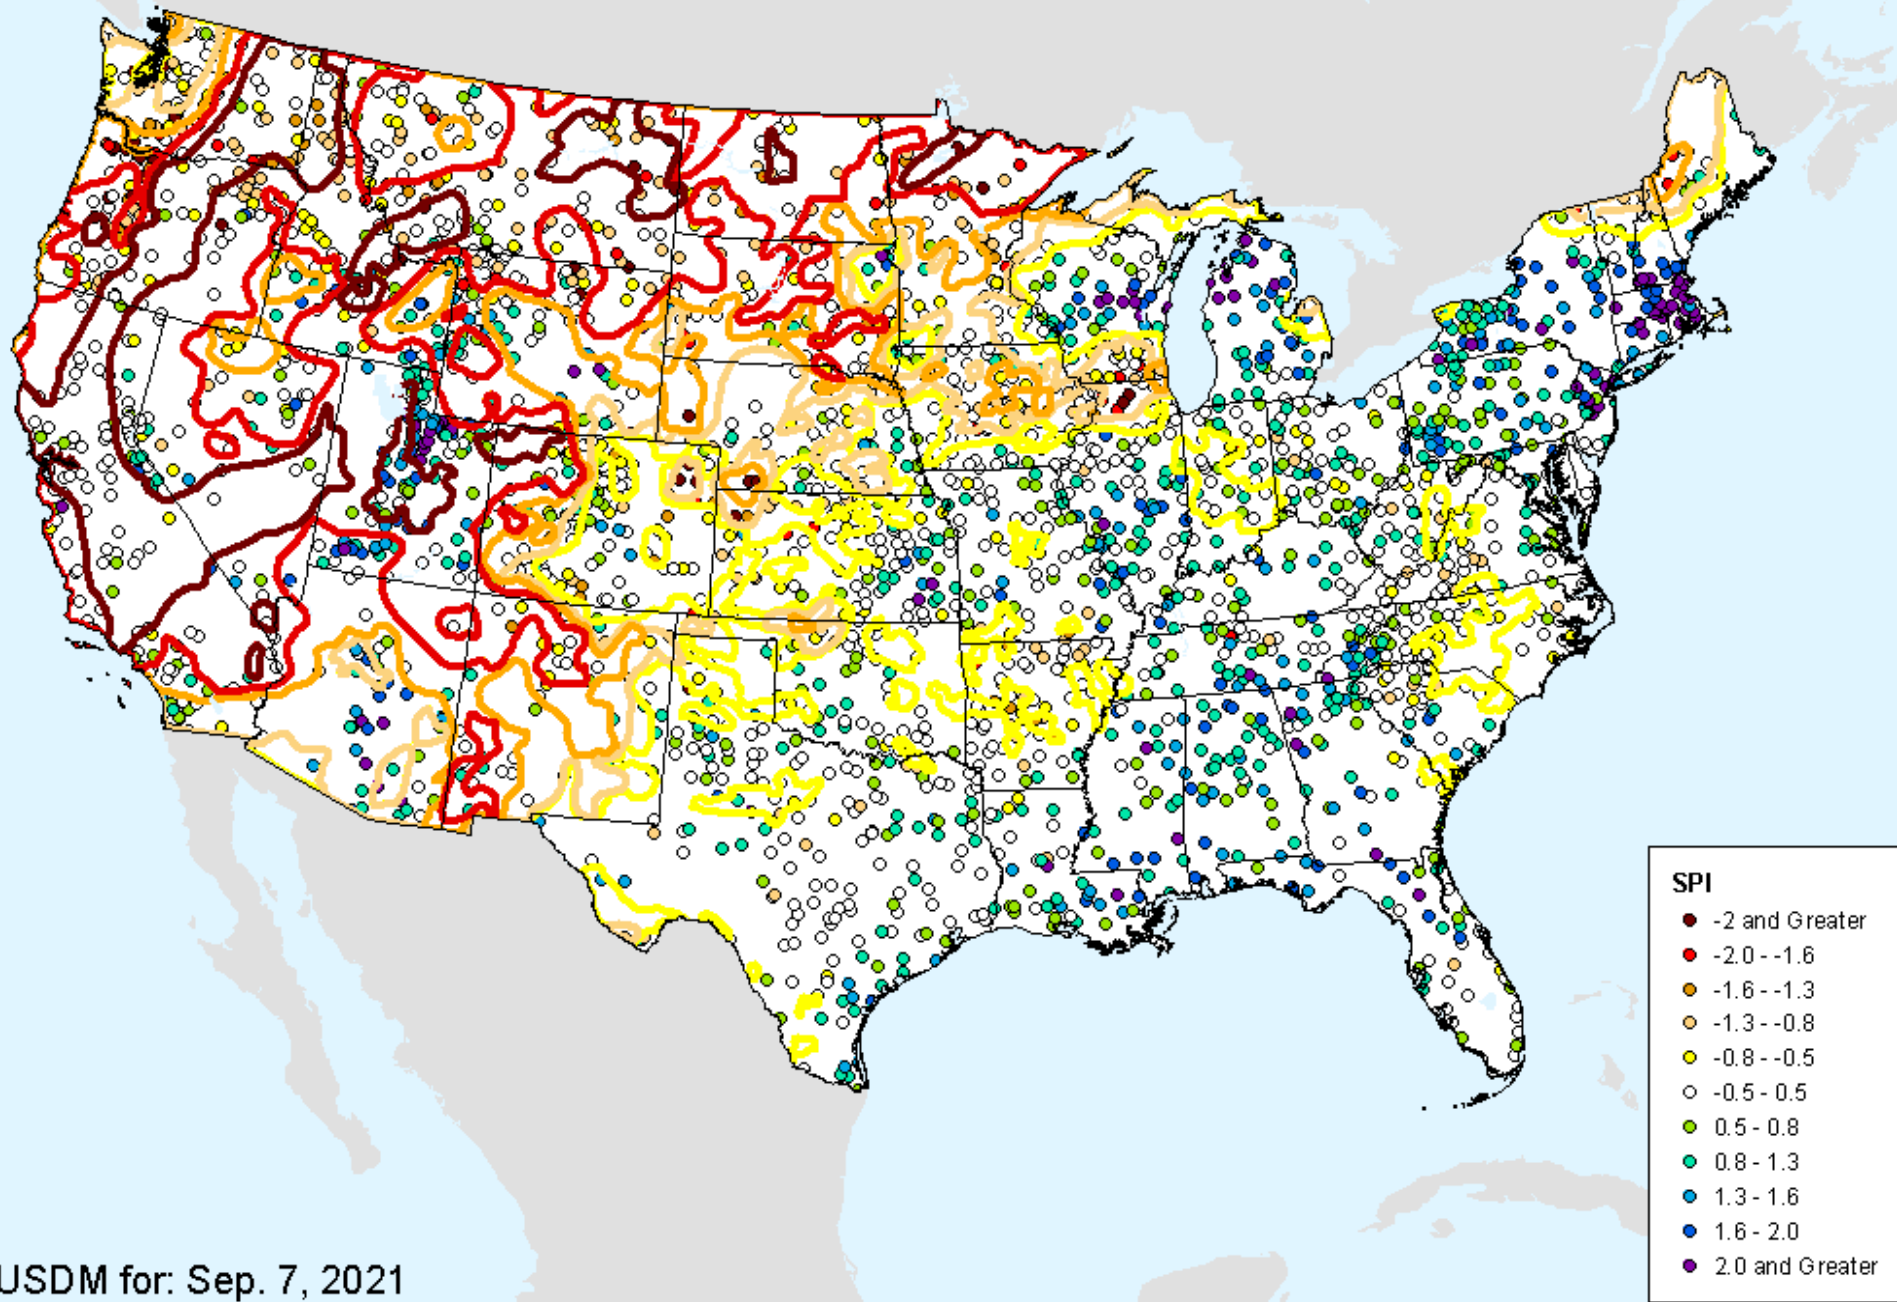 SPI
-2 and Greater
-2.0 - -1.6
-1.6 - -1.3
-1.3 - -0.8
-0.8 - -0.5
-0.5 - 0.5
0.5 - 0.8
0.8 - 1.3
1.3 - 1.6
1.6 - 2.0
2.0 and Greater
USDM for: Sep. 7, 2021